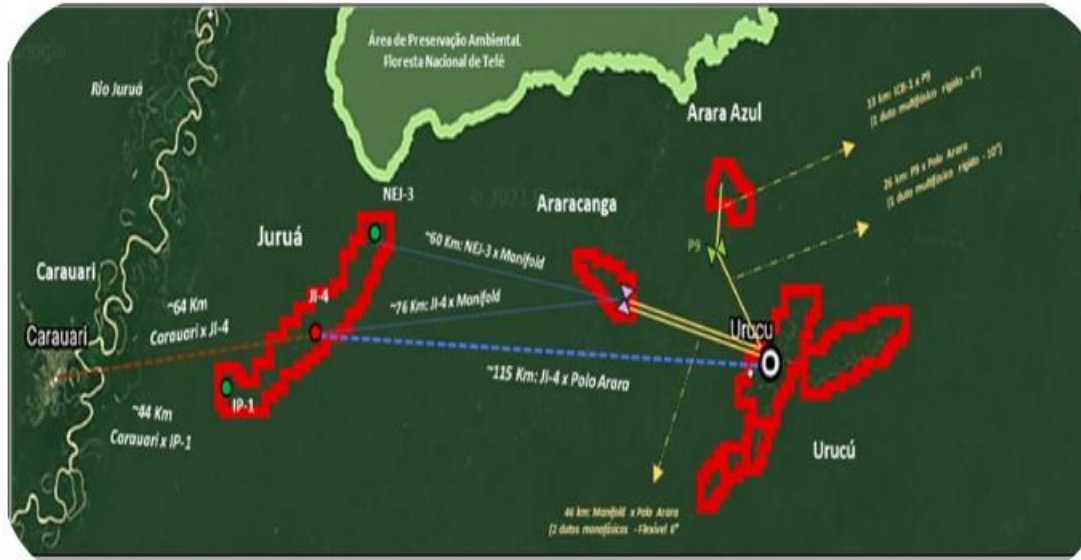 Área de Preservação Ambiental
Floresta Nacional de Tefé
Rio Juruá
Arara Azul
13 km: ICB-1 x P9
(1 duto multifásico rígido - 4")
26 km: P9 x Polo Arara
(1 duto multifásico rígido - 10")
NEJ-3
Araracanga
Juruá
~60 Km: NEJ-3 x Manifold
P9
Carauari
~64 Km
Carauari x JI-4
JI-4
~76 Km: JI-4 x Manifold
Carauari
Urucu
~115 Km: JI-4 x Polo Arara
IP-1
~44 Km
Carauari x IP-1
Urucú
44 km: Manifold x Polo Arara
(2 dutos monofásicos - Flexível 6"